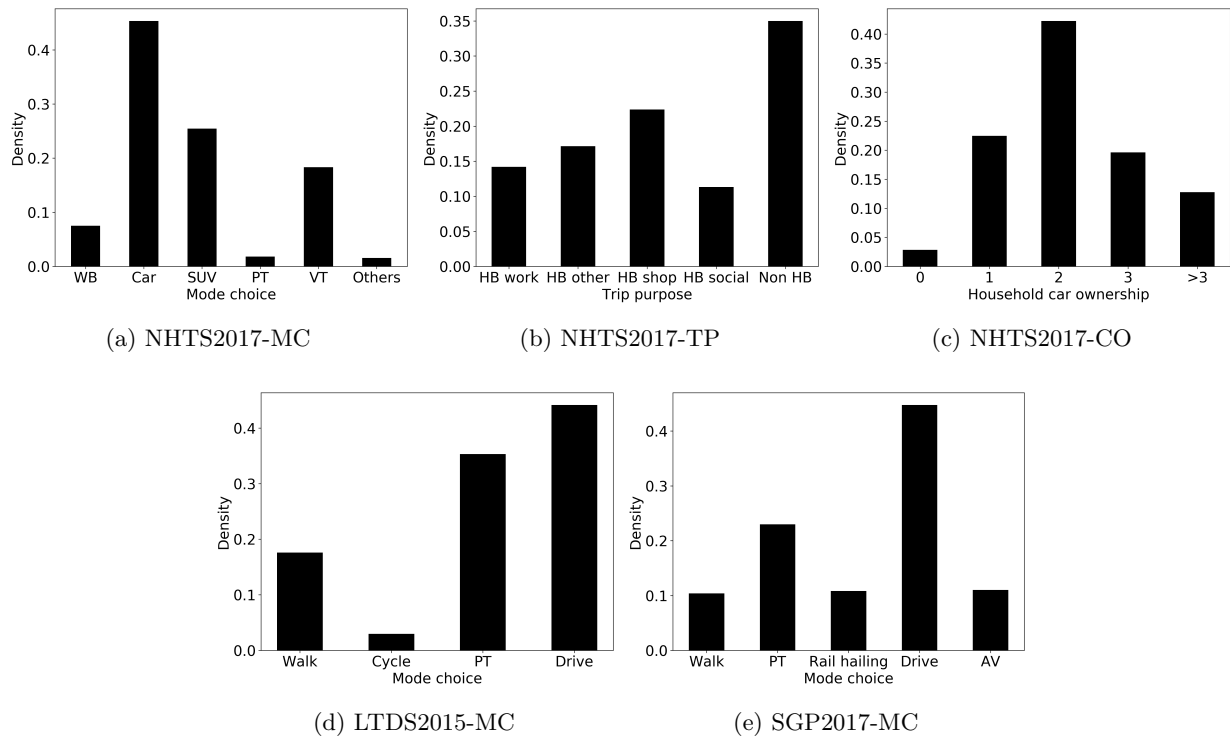 0.4
0.3
0.2
0.1
0.0
Density
WB Car SUV PT VT Others
Mode choice
(a) NHTS2017-MC
0.35
0.30
0.25
0.20
0.15
0.10
0.05
0.00
Density
HB work HB other HB shop HB social Non HB
Trip purpose
(b) NHTS2017-TP
0.40
0.35
0.30
0.25
0.20
0.15
0.10
0.05
0.00
Density
0 1 2 3 >3
Household car ownership
(c) NHTS2017-CO
0.4
0.3
0.2
0.1
0.0
Density
Walk Cycle PT Drive
Mode choice
(d) LTDS2015-MC
0.4
0.3
0.2
0.1
0.0
Density
Walk PT Rail hailing Drive AV
Mode choice
(e) SGP2017-MC